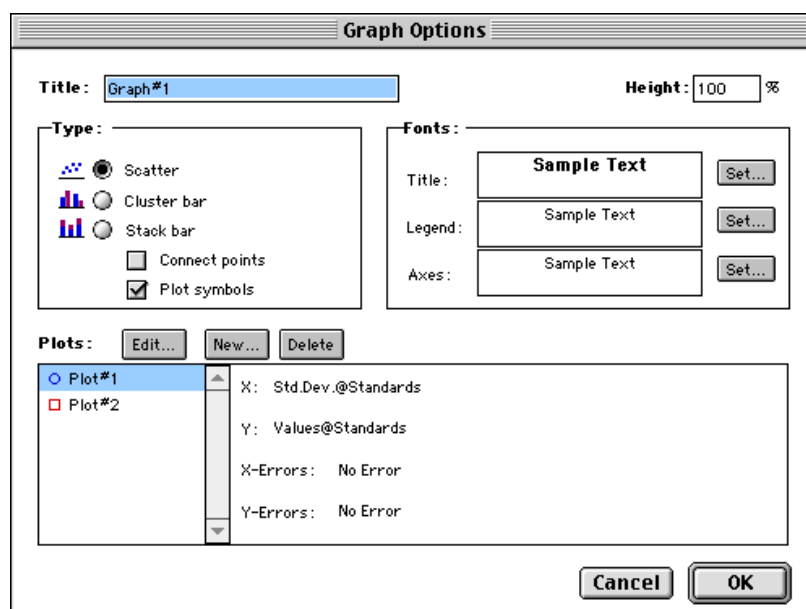 Graph Options
Title: Graph#1 Height: 100 %
Type: Fonts:
Scatter
Cluster bar
Stack bar
Connect points
Plot symbols
Title: Sample Text Set...
Legend: Sample Text Set...
Axes: Sample Text Set...
Plots: Edit... New... Delete
Plot#1
Plot#2
X: Std.Dev.@Standards
Y: Values@Standards
X-Errors: No Error
Y-Errors: No Error
Cancel OK